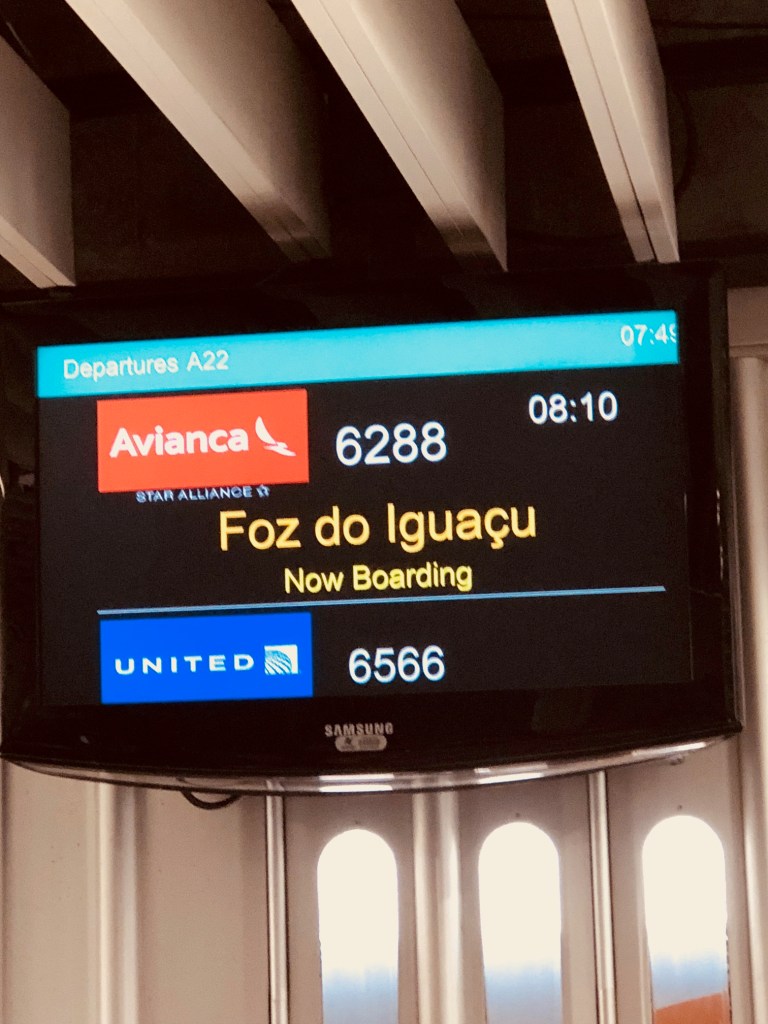 Departures A22 07:49
Avianca 6288 08:10
STAR ALLIANCE
Foz do Iguaçu
Now Boarding
UNITED 6566
SAMSUNG